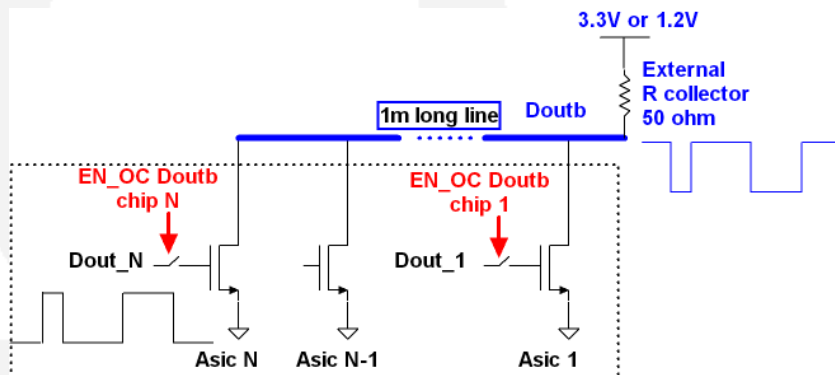 3.3V or 1.2V
External
R collector
50 ohm
1m long line
Doutb
EN_OC Doutb
chip N
EN_OC Doutb
chip 1
Dout_N
Dout_1
Asic N
Asic N-1
Asic 1